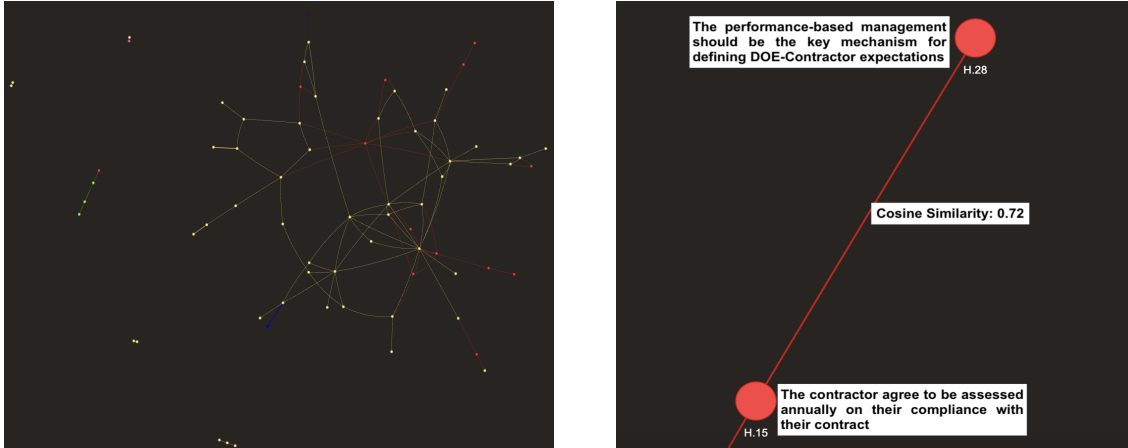 The performance-based management
should be the key mechanism for
defining DOE-Contractor expectations
H.28
Cosine Similarity: 0.72
The contractor agree to be assessed
annually on their compliance with
their contract
H.15